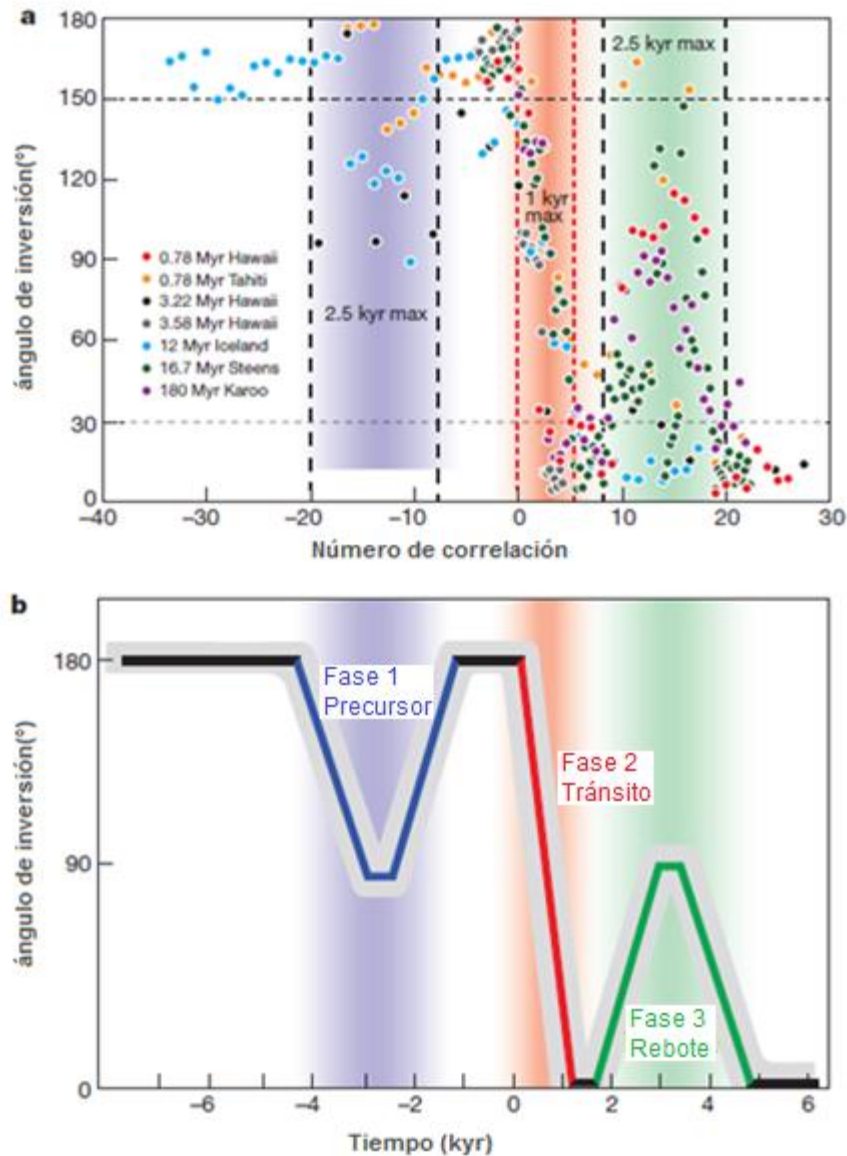 a
180
150
120
90
60
30
0
ángulo de inversión(°)
2.5 kyr max
1 kyr
max
2.5 kyr max
0.78 Myr Hawaii
0.78 Myr Tahiti
3.22 Myr Hawaii
3.58 Myr Hawaii
12 Myr Iceland
16.7 Myr Steens
180 Myr Karoo
−40 −30 −20 −10 0 10 20 30
Número de correlación
b
180
90
0
ángulo de inversión(°)
Fase 1
Precursor
Fase 2
Tránsito
Fase 3
Rebote
−6 −4 −2 0 2 4 6
Tiempo (kyr)